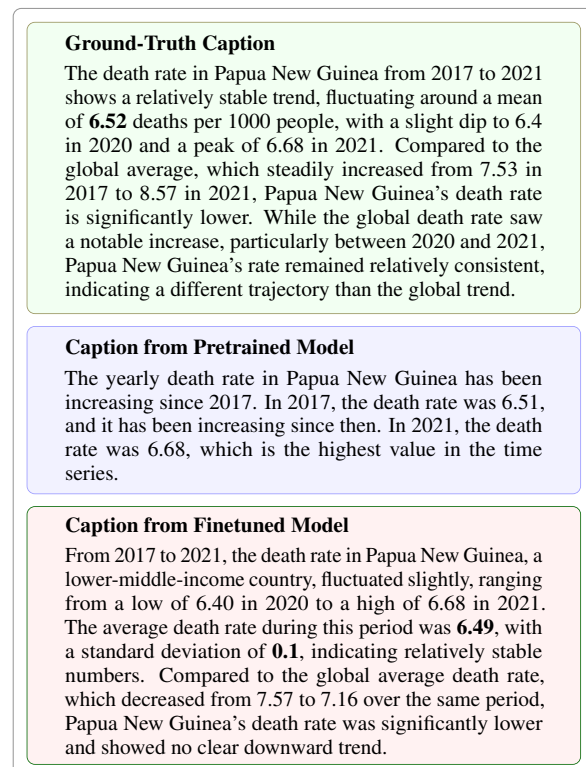 Ground-Truth Caption
The death rate in Papua New Guinea from 2017 to 2021
shows a relatively stable trend, fluctuating around a mean
of 6.52 deaths per 1000 people, with a slight dip to 6.4
in 2020 and a peak of 6.68 in 2021. Compared to the
global average, which steadily increased from 7.53 in
2017 to 8.57 in 2021, Papua New Guinea's death rate
is significantly lower. While the global death rate saw
a notable increase, particularly between 2020 and 2021,
Papua New Guinea's rate remained relatively consistent,
indicating a different trajectory than the global trend.
Caption from Pretrained Model
The yearly death rate in Papua New Guinea has been
increasing since 2017. In 2017, the death rate was 6.51,
and it has been increasing since then. In 2021, the death
rate was 6.68, which is the highest value in the time
series.
Caption from Finetuned Model
From 2017 to 2021, the death rate in Papua New Guinea, a
lower-middle-income country, fluctuated slightly, ranging
from a low of 6.40 in 2020 to a high of 6.68 in 2021.
The average death rate during this period was 6.49, with
a standard deviation of 0.1, indicating relatively stable
numbers. Compared to the global average death rate,
which decreased from 7.57 to 7.16 over the same period,
Papua New Guinea's death rate was significantly lower
and showed no clear downward trend.